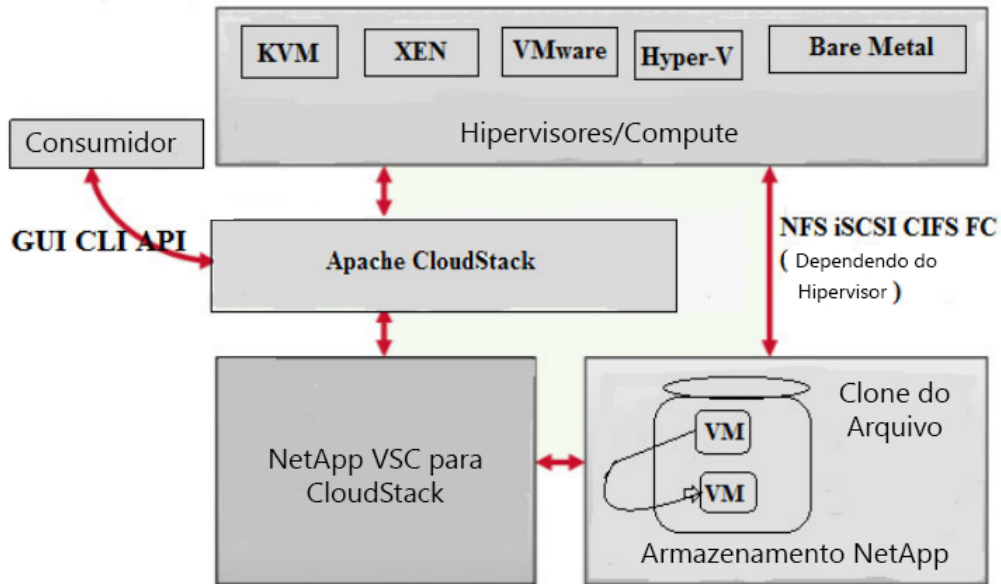 KVM
XEN
VMware
Hyper-V
Bare Metal
Hipervisores/Compute
Consumidor
GUI CLI API
Apache CloudStack
NFS iSCSI CIFS FC
( Dependendo do
Hipervisor )
NetApp VSC para
CloudStack
Clone do
Arquivo
VM
VM
Armazenamento NetApp